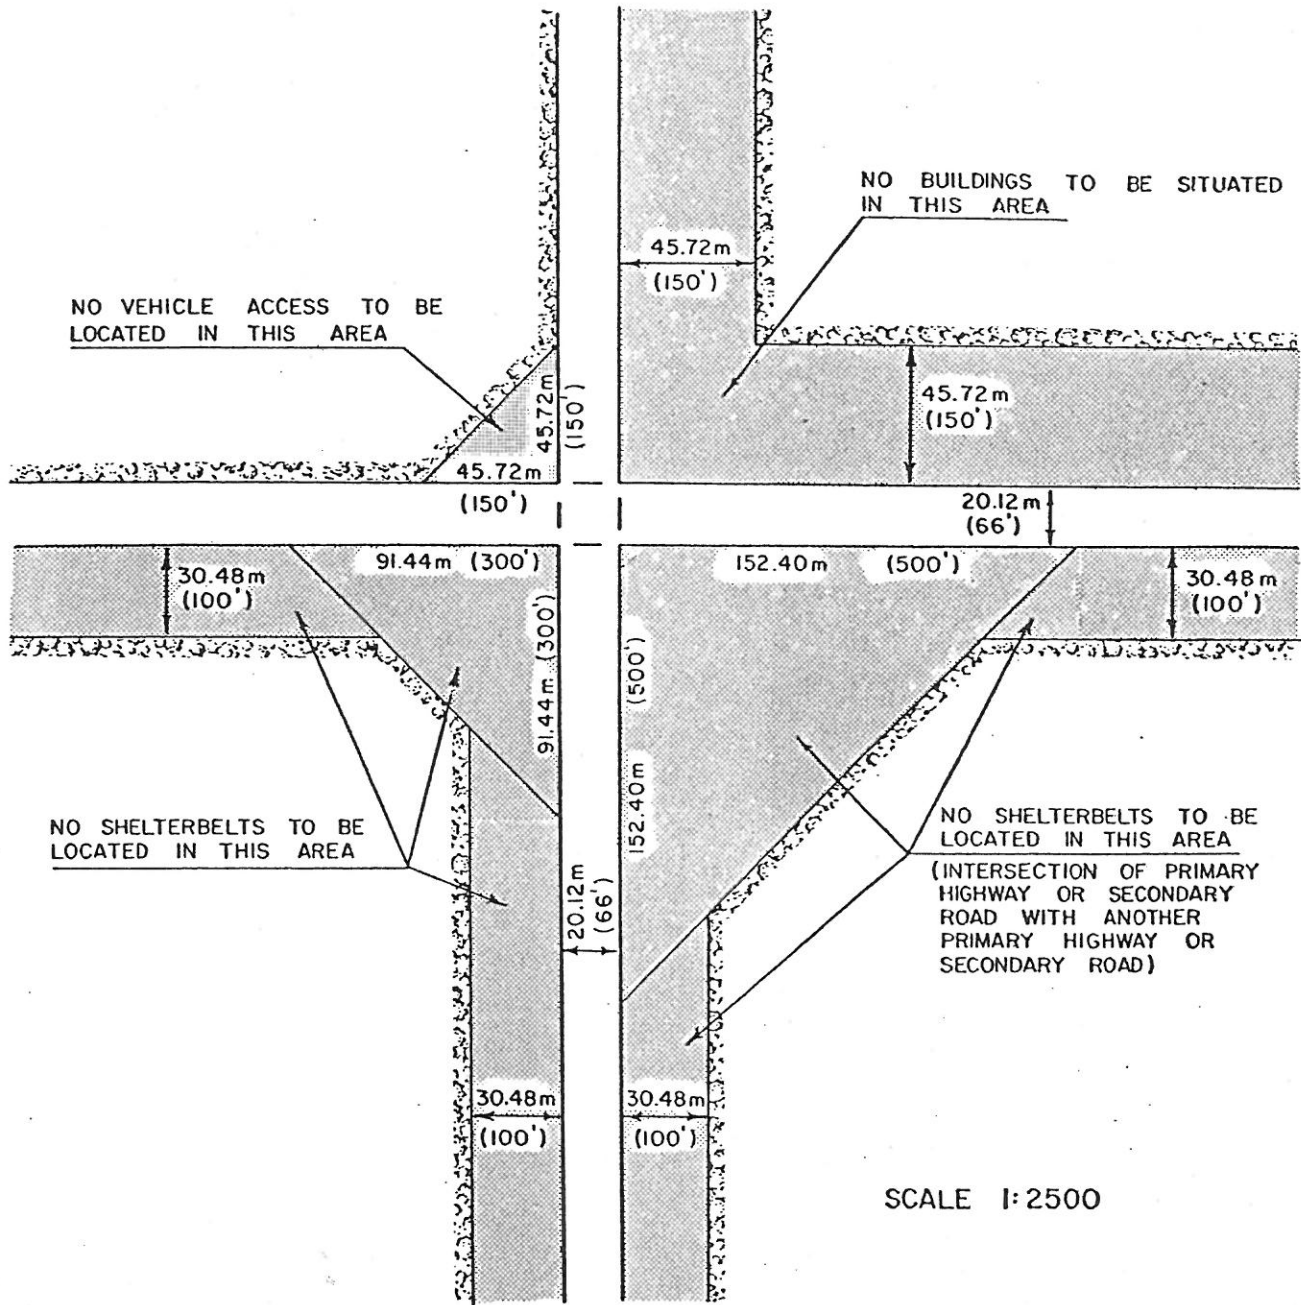 NO BUILDINGS TO BE SITUATED
IN THIS AREA
45.72m
(150')
NO VEHICLE ACCESS TO BE
LOCATED IN THIS AREA
45.72m
(150')
45.72m
(150')
45.72m
(150')
20.12m
(66')
91.44m (300')
152.40m (500')
30.48m
(100')
30.48m
(100')
91.44m (300')
152.40m (500')
NO SHELTERBELTS TO BE
LOCATED IN THIS AREA
NO SHELTERBELTS TO BE
LOCATED IN THIS AREA
(INTERSECTION OF PRIMARY
HIGHWAY OR SECONDARY
ROAD WITH ANOTHER
PRIMARY HIGHWAY OR
SECONDARY ROAD)
20.12m
(66')
30.48m
(100')
30.48m
(100')
SCALE 1:2500